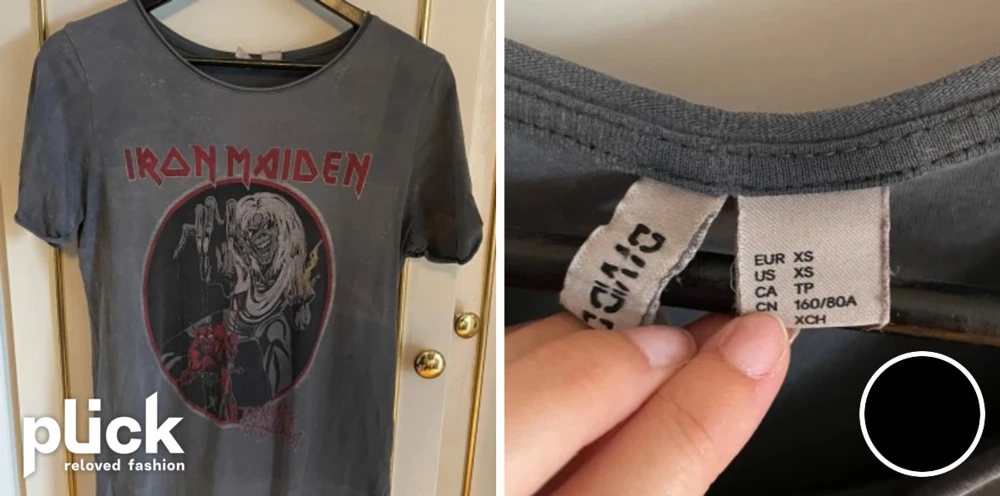 IRON MAIDEN
plick
reloved fashion
EUR XS
US XS
CA TP
CN 160/80A
XCH